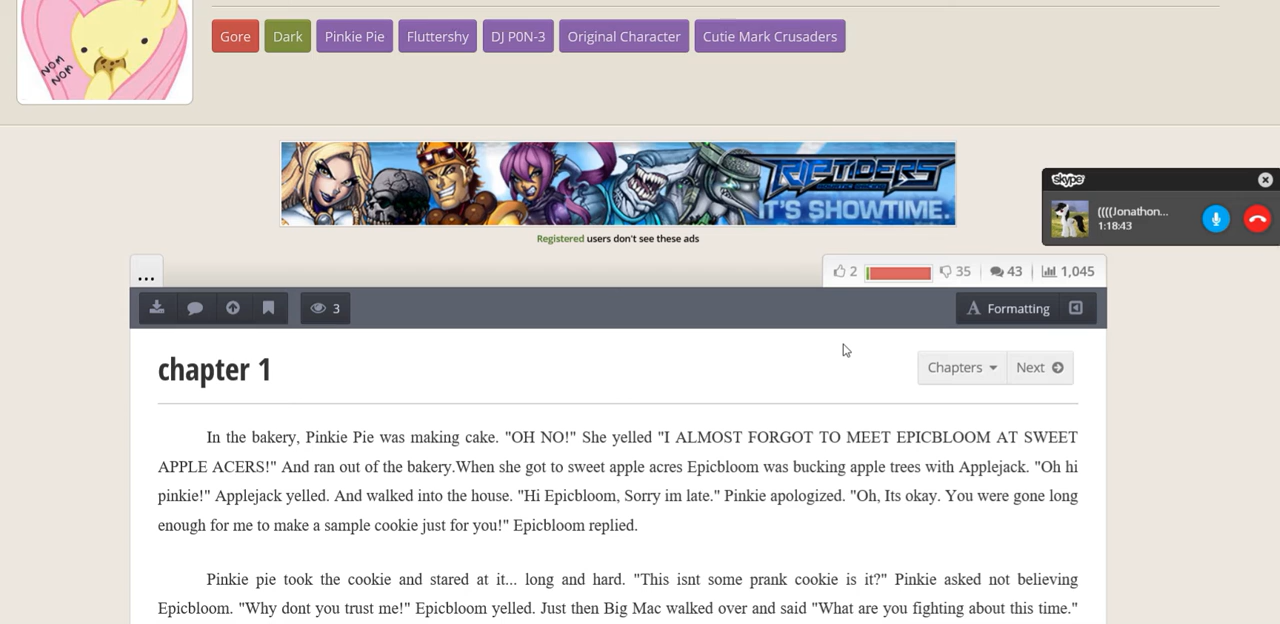 Gore Dark Pinkie Pie Fluttershy DJ P0N-3 Original Character Cutie Mark Crusaders
NOM
NOM
RIPTIDERS
IT'S SHOWTIME.
Registered users don't see these ads
skype
((((Jonathon...
1:18:43
... 2 35 43 1,045
3 A Formatting
chapter 1 Chapters Next
In the bakery, Pinkie Pie was making cake. "OH NO!" She yelled "I ALMOST FORGOT TO MEET EPICBLOOM AT SWEET
APPLE ACERS!" And ran out of the bakery.When she got to sweet apple acres Epicbloom was bucking apple trees with Applejack. "Oh hi
pinkie!" Applejack yelled. And walked into the house. "Hi Epicbloom, Sorry im late." Pinkie apologized. "Oh, Its okay. You were gone long
enough for me to make a sample cookie just for you!" Epicbloom replied.
Pinkie pie took the cookie and stared at it... long and hard. "This isnt some prank cookie is it?" Pinkie asked not believing
Epicbloom. "Why dont you trust me!" Epicbloom yelled. Just then Big Mac walked over and said "What are you fighting about this time."